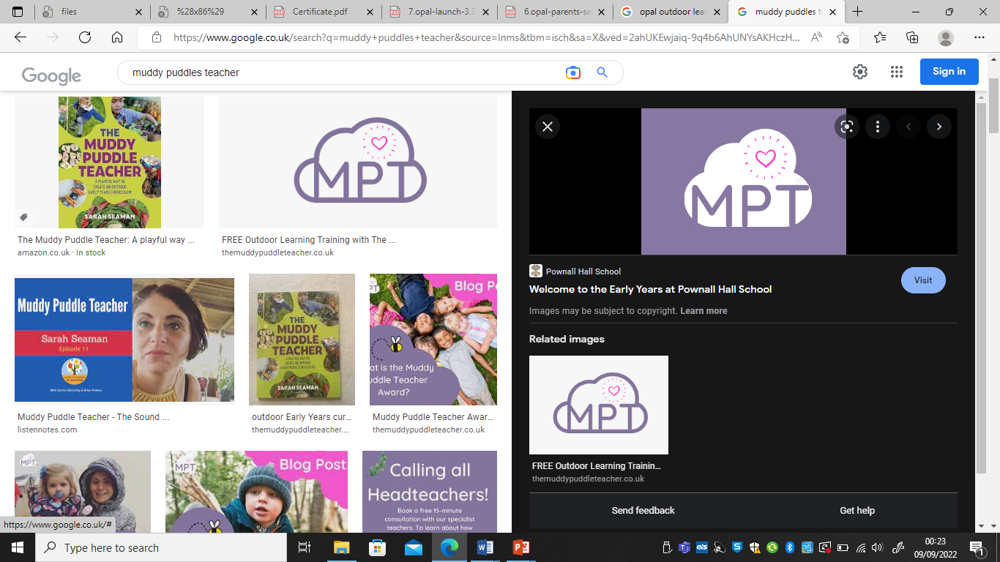 files
%28x86%29
Certificate.pdf
7.opal-launch-3.3
6.opal-parents-se
opal outdoor lear
muddy puddles t
https://www.google.co.uk/search?q=muddy+puddles+teacher&source=lnms&tbm=isch&sa=X&ved=2ahUKEwjaiq-9q4b6AhUNYsAKHczH...
Google
muddy puddles teacher
Sign in
THE
MUDDY
PUDDLE
TEACHER
A PLAYFUL WAY TO
CREATE AN OUTDOOR
EARLY YEARS CURRICULUM
SARAH SEAMAN
MPT
The Muddy Puddle Teacher: A playful way ...
amazon.co.uk · In stock
FREE Outdoor Learning Training with The ...
themuddypuddleteacher.co.uk
Muddy Puddle Teacher
Sarah Seaman
Episode 11
THE
MUDDY
PUDDLE
TEACHER
A PLAYFUL WAY TO
CREATE AN OUTDOOR
EARLY YEARS CURRICULUM
SARAH SEAMAN
PT
Blog P
at is the Muddy
uddle Teacher
Award?
Muddy Puddle Teacher - The Sound ...
listennotes.com
outdoor Early Years cur...
themuddypuddleteacher....
Muddy Puddle Teacher Awar...
themuddypuddleteacher.co.uk
MPT
MPT
Blog Post
Calling all
Headteachers!
Book a free 15-minute
consultation with our specialist
teachers. To learn about how
https://www.google.co.uk/#
MPT
Pownall Hall School
Welcome to the Early Years at Pownall Hall School
Visit
Images may be subject to copyright. Learn more
Related images
MPT
FREE Outdoor Learning Trainin...
themuddypuddleteacher.co.uk
Send feedback
Get help
Type here to search
00:23
09/09/2022